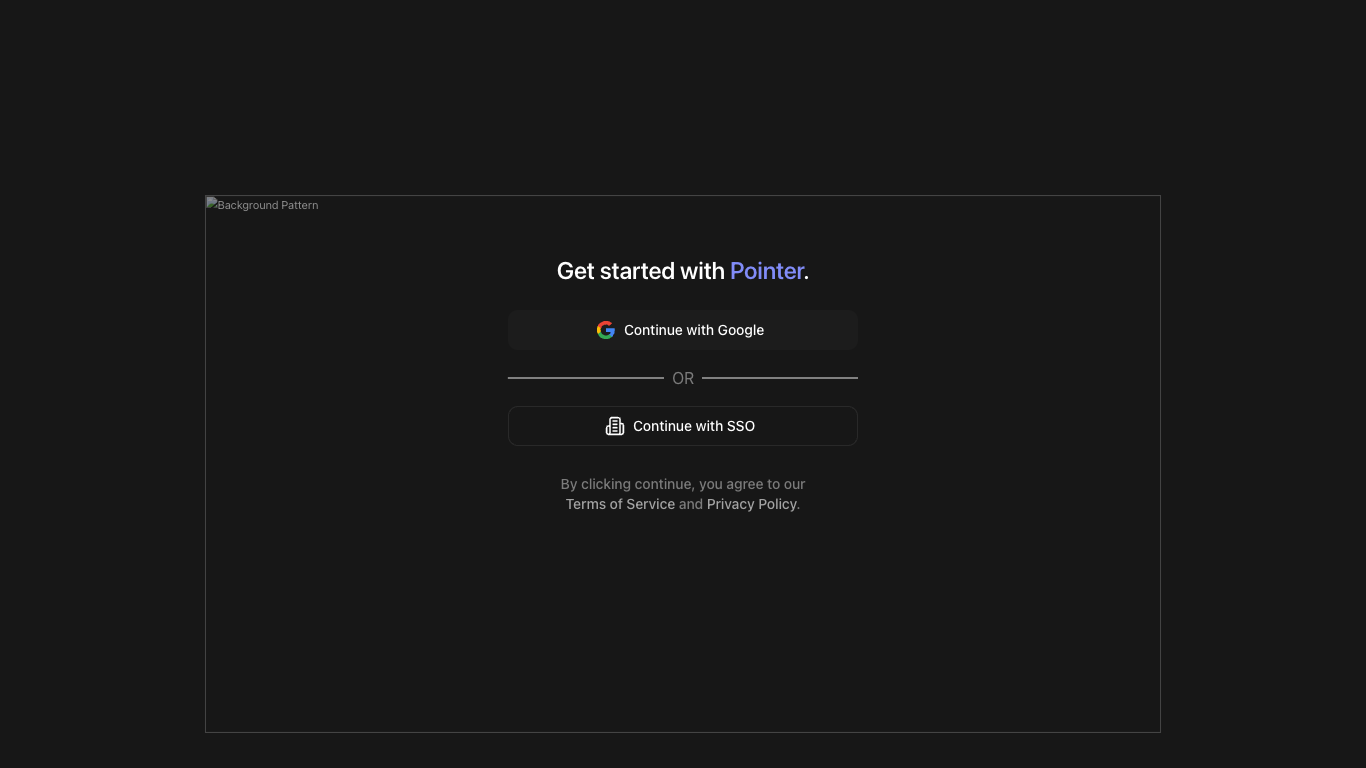 Background Pattern
Get started with Pointer.
Continue with Google
OR
Continue with SSO
By clicking continue, you agree to our
Terms of Service and Privacy Policy.